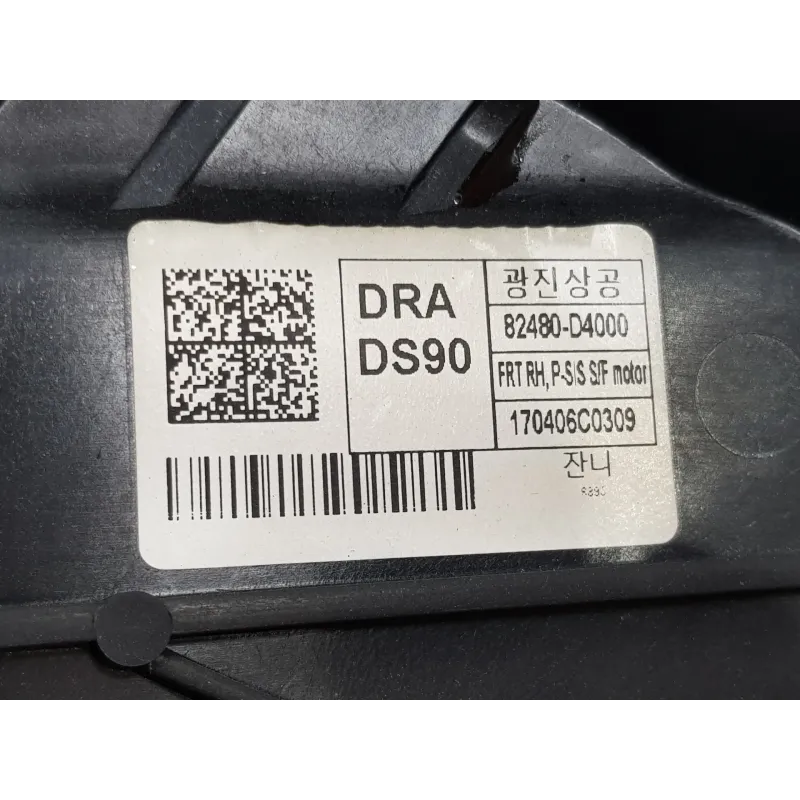 DRA
DS90
광진상공
82480-D4000
FRT RH, P-S/S S/F motor
170406C0309
잔니